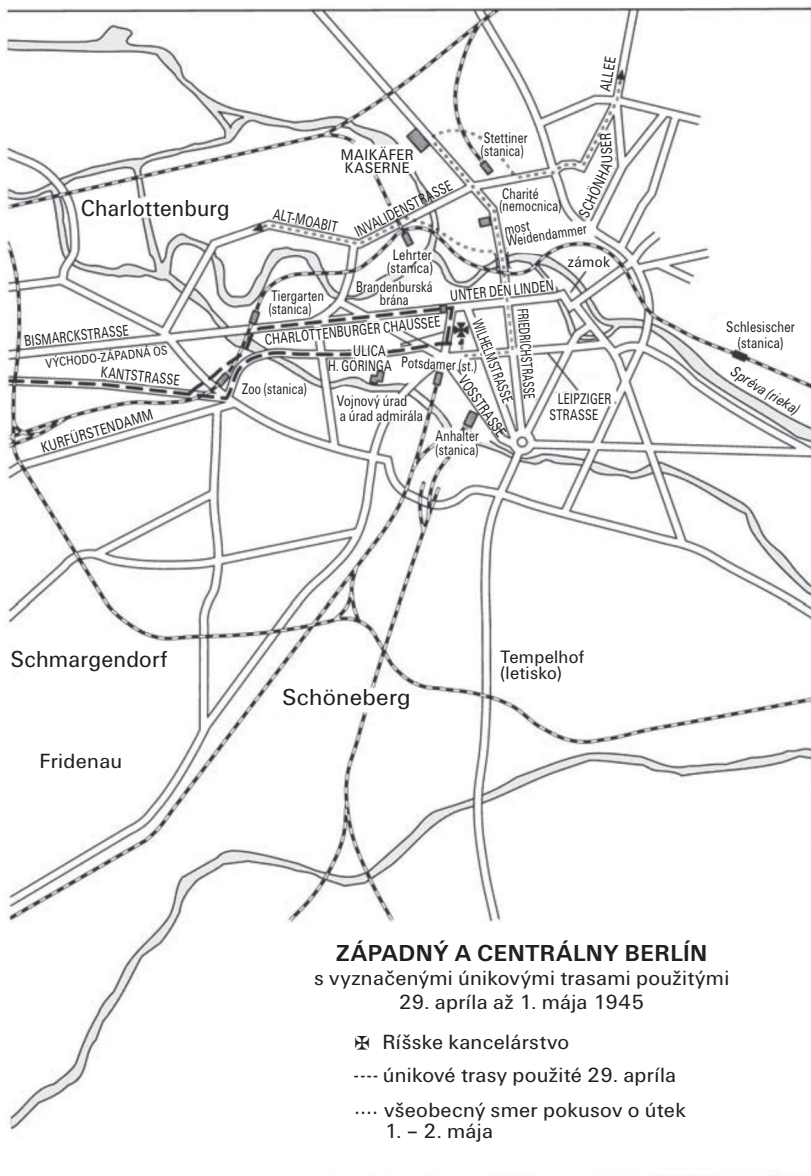 ALLEE
SCHÖNHAUSER
Stettiner
(stanica)
MAIKÄFER
KASERNE
Charlottenburg
ALT-MOABIT
INVALIDENSTRASSE
Charité
(nemocnica)
most
Weidendammer
Lehrter
(stanica)
zámok
Tiergarten
(stanica)
Brandenburská
brána
UNTER DEN LINDEN
BISMARCKSTRASSE
CHARLOTTENBURGER CHAUSSEE
WILHELMSTRASSE
FRIEDRICHSTRASSE
Schlesischer
(stanica)
VÝCHODO-ZÁPADNÁ OS
ULICA
H. GÖRINGA
KANTSTRASSE
Zoo (stanica)
Potsdamer (st.)
VOSSTRASSE
LEIPZIGER
STRASSE
Spréva (rieka)
Vojnový úrad
a úrad admirála
KURFÜRSTENDAMM
Anhalter
(stanica)
Schmargendorf
Tempelhof
(letisko)
Schöneberg
Fridenau
ZÁPADNÝ A CENTRÁLNY BERLÍN
s vyznačenými únikovými trasami použitými
29. apríla až 1. mája 1945
Ríšske kancelárstvo
---- únikové trasy použité 29. apríla
.... všeobecný smer pokusov o útek
1. – 2. mája